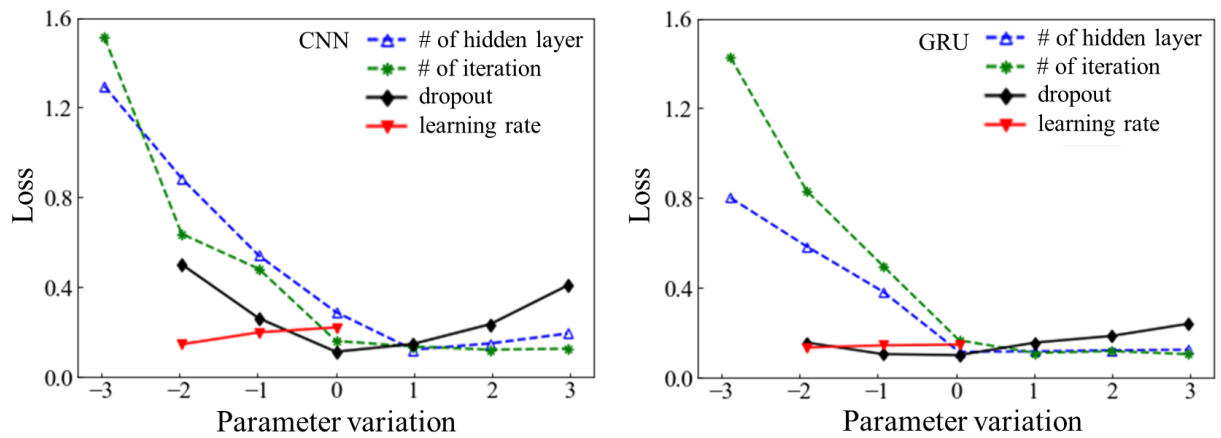 1.6
1.2
0.8
0.4
0.0
Loss
−3 −2 −1 0 1 2 3
Parameter variation
CNN
# of hidden layer
# of iteration
dropout
learning rate
1.6
1.2
0.8
0.4
0.0
Loss
−3 −2 −1 0 1 2 3
Parameter variation
GRU
# of hidden layer
# of iteration
dropout
learning rate